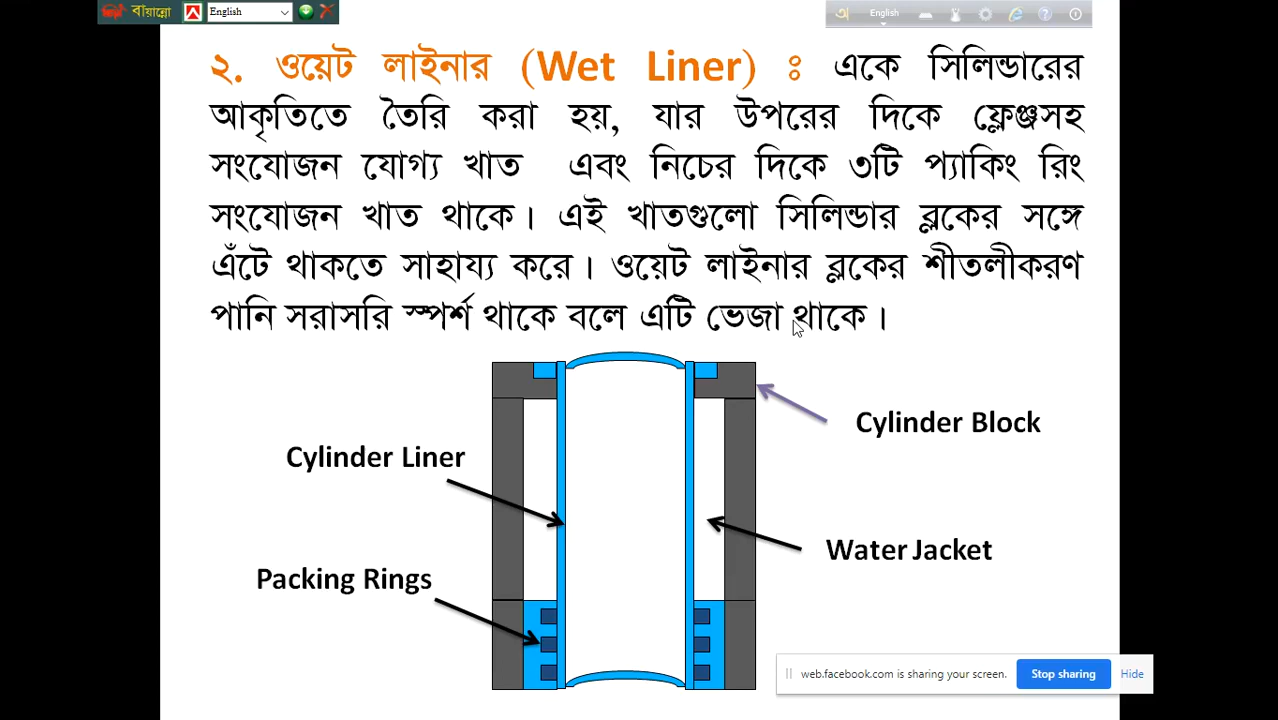 বায়ান্নো English
অ English
২. ওয়েট লাইনার (Wet Liner) ঃ একে সিলিন্ডারের
আকৃতিতে তৈরি করা হয়, যার উপরের দিকে ফ্লেঞ্জসহ
সংযোজন যোগ্য খাত এবং নিচের দিকে ৩টি প্যাকিং রিং
সংযোজন খাত থাকে। এই খাতগুলো সিলিন্ডার ব্লকের সঙ্গে
এঁটে থাকতে সাহায্য করে। ওয়েট লাইনার ব্লকের শীতলীকরণ
পানি সরাসরি স্পর্শ থাকে বলে এটি ভেজা থাকে।
Cylinder Block
Cylinder Liner
Water Jacket
Packing Rings
web.facebook.com is sharing your screen. Stop sharing Hide